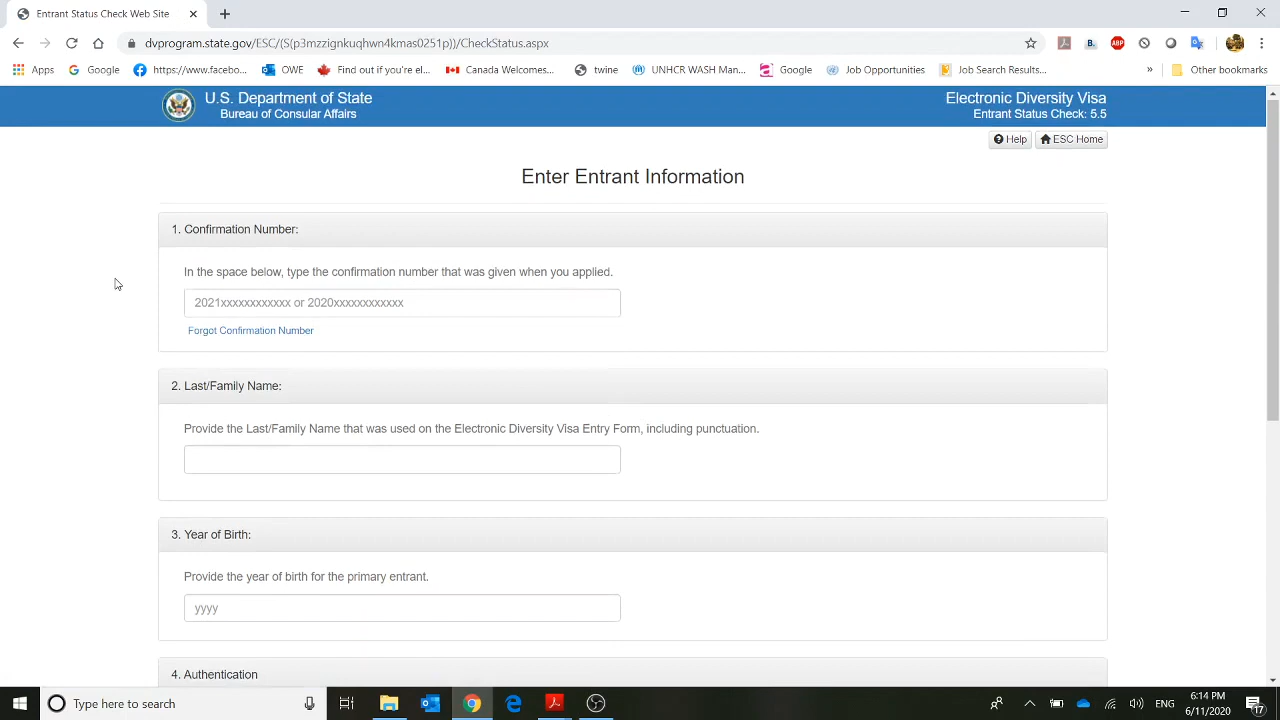 Entrant Status Check Web Site
dvprogram.state.gov/ESC/(S(p3mzzignkuqhwn4kmza0251p))/CheckStatus.aspx
Apps Google https://www.facebo... OWE Find out if you're el... Canada Welcomes... twine UNHCR WASH Man... Google Job Opportunities Job Search Results... » Other bookmarks
U.S. Department of State
Bureau of Consular Affairs
Electronic Diversity Visa
Entrant Status Check: 5.5
Help ESC Home
Enter Entrant Information
1. Confirmation Number:
In the space below, type the confirmation number that was given when you applied.
2021xxxxxxxxxxxx or 2020xxxxxxxxxxxx
Forgot Confirmation Number
2. Last/Family Name:
Provide the Last/Family Name that was used on the Electronic Diversity Visa Entry Form, including punctuation.
3. Year of Birth:
Provide the year of birth for the primary entrant.
yyyy
4. Authentication
Type here to search
ENG
6:14 PM
6/11/2020
17